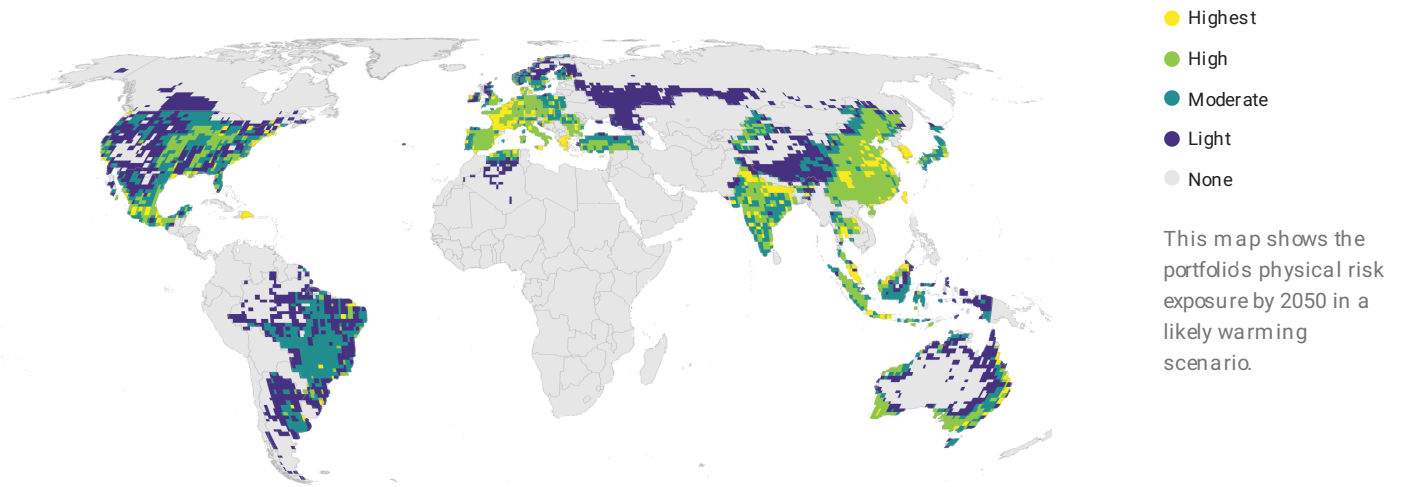 Highest
High
Moderate
Light
None
This map shows the
portfolio's physical risk
exposure by 2050 in a
likely warming
scenario.